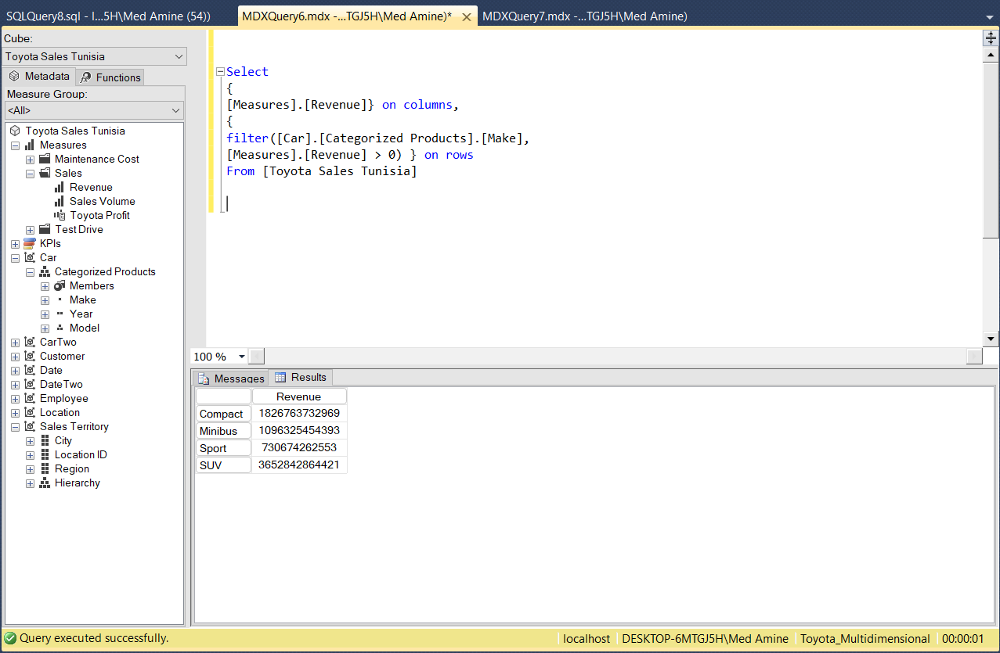 SQLQuery8.sql - l...5H\Med Amine (54))
MDXQuery6.mdx -...TGJ5H\Med Amine)*
MDXQuery7.mdx -...TGJ5H\Med Amine)
Cube:
Toyota Sales Tunisia
Metadata
Functions
Measure Group:
<All>
Toyota Sales Tunisia
Measures
Maintenance Cost
Sales
Revenue
Sales Volume
Toyota Profit
Test Drive
KPIs
Car
Categorized Products
Members
Make
Year
Model
CarTwo
Customer
Date
DateTwo
Employee
Location
Sales Territory
City
Location ID
Region
Hierarchy
Select
{
[Measures].[Revenue]} on columns,
{
filter([Car].[Categorized Products].[Make],
[Measures].[Revenue] > 0) } on rows
From [Toyota Sales Tunisia]
100 %
Messages
Results
Revenue
Compact 1826763732969
Minibus 1096325454393
Sport 730674262553
SUV 3652842864421
Query executed successfully.
localhost
DESKTOP-6MTGJ5H\Med Amine
Toyota_Multidimensional
00:00:01